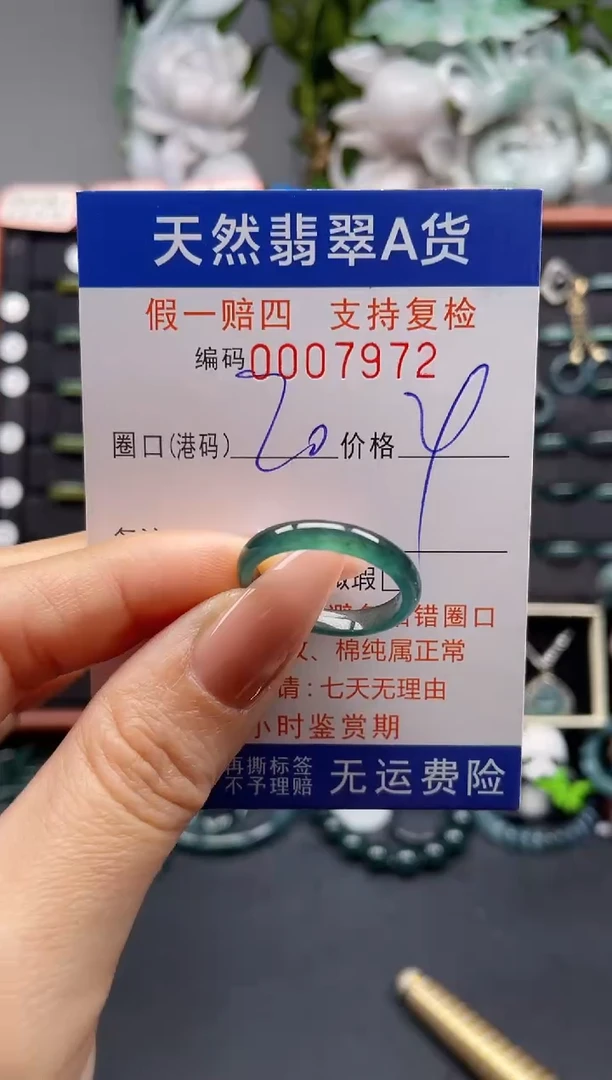 天然翡翠A货
假一赔四 支持复检
编码0007972
圈口(港码) 20 价格
瑕
错圈口
、棉纯属正常
请:七天无理由
小时鉴赏期
再撕标签
不予理赔
无运费险